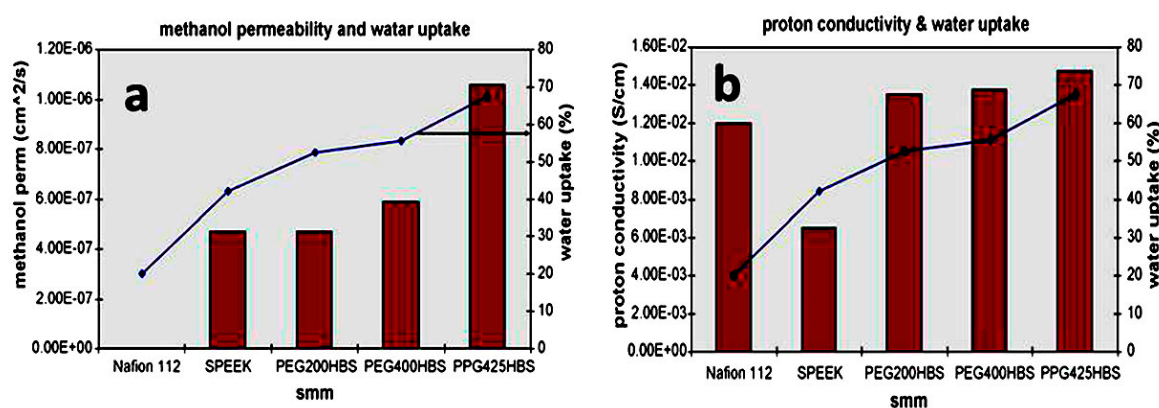 methanol permeability and watar uptake
a
methanol perm (cm^2/s)
1.20E-06
1.00E-06
8.00E-07
6.00E-07
4.00E-07
2.00E-07
0.00E+00
80
70
60
50
40
30
20
10
0
water uptake (%)
Nafion 112 SPEEK PEG200HBS PEG400HBS PPG425HBS
smm
proton conductivity & water uptake
b
proton conductivity (S/cm)
1.60E-02
1.40E-02
1.20E-02
1.00E-02
8.00E-03
6.00E-03
4.00E-03
2.00E-03
0.00E+00
80
70
60
50
40
30
20
10
0
water uptake (%)
Nafion 112 SPEEK PEG200HBS PEG400HBS PPG425HBS
smm